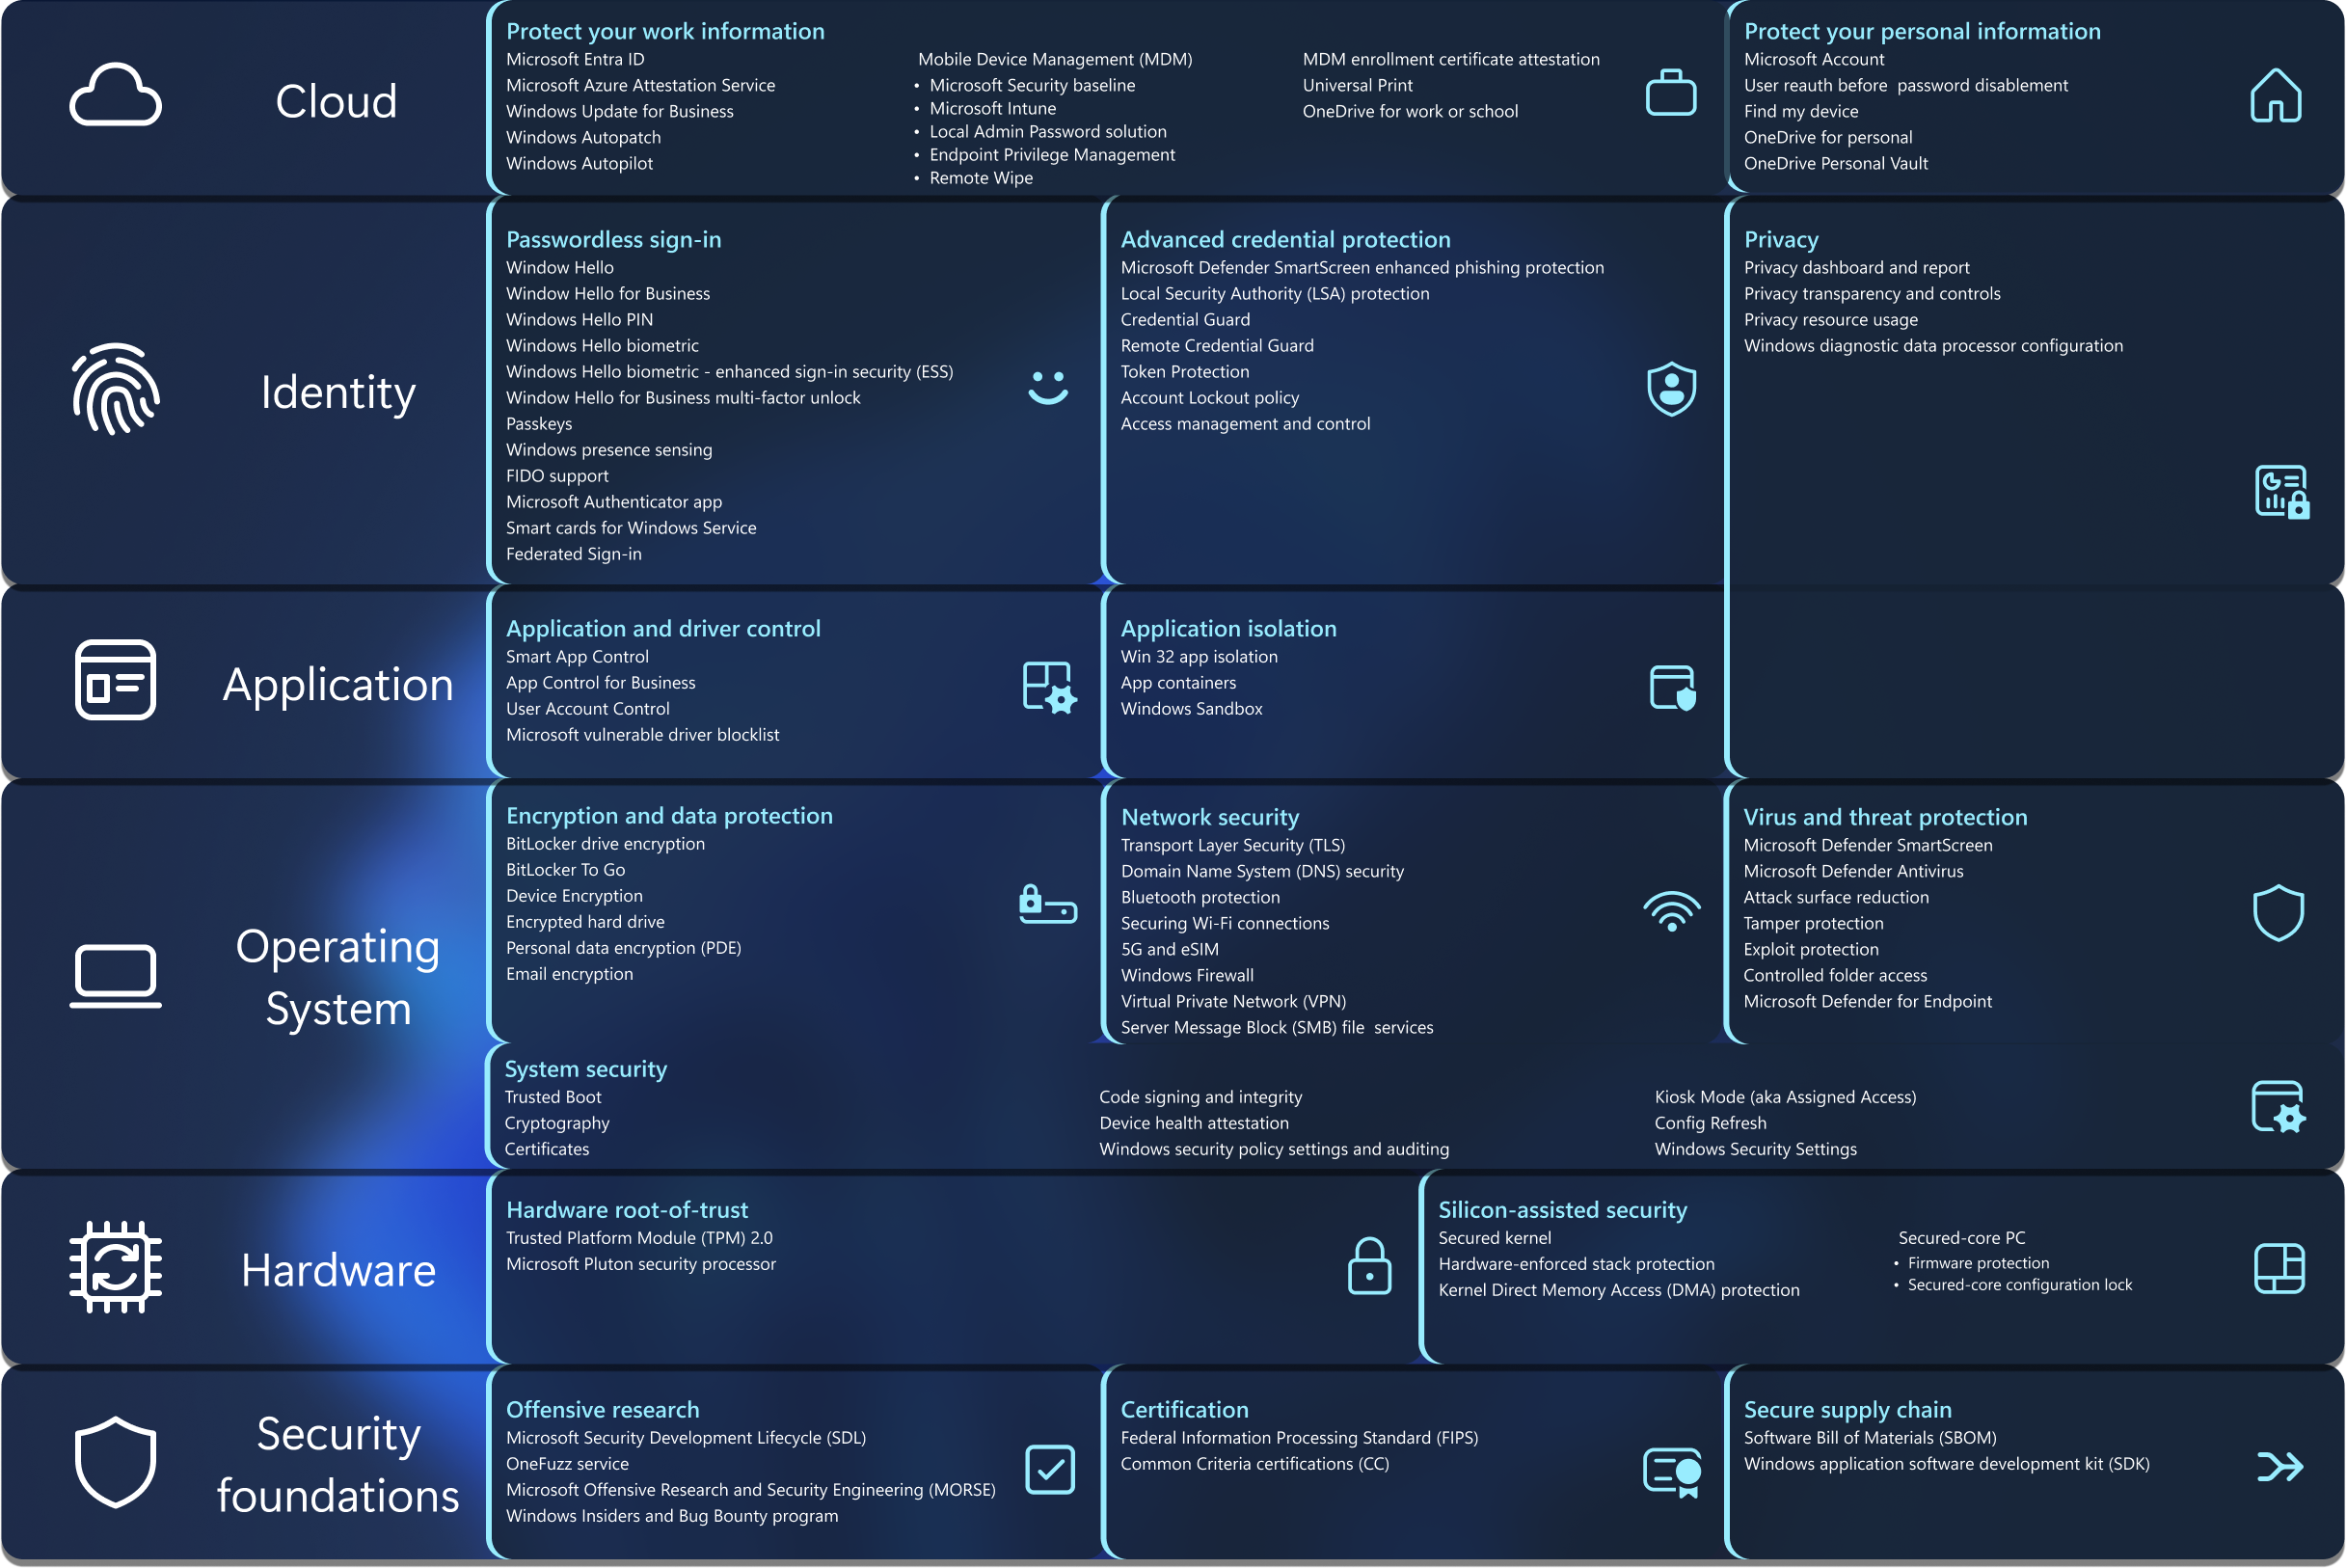 Cloud
Protect your work information
Microsoft Entra ID
Microsoft Azure Attestation Service
Windows Update for Business
Windows Autopatch
Windows Autopilot
Mobile Device Management (MDM)
• Microsoft Security baseline
• Microsoft Intune
• Local Admin Password solution
• Endpoint Privilege Management
• Remote Wipe
MDM enrollment certificate attestation
Universal Print
OneDrive for work or school
Protect your personal information
Microsoft Account
User reauth before  password disablement
Find my device
OneDrive for personal
OneDrive Personal Vault
Identity
Passwordless sign-in
Window Hello
Window Hello for Business
Windows Hello PIN
Windows Hello biometric
Windows Hello biometric - enhanced sign-in security (ESS)
Window Hello for Business multi-factor unlock
Passkeys
Windows presence sensing
FIDO support
Microsoft Authenticator app
Smart cards for Windows Service
Federated Sign-in
Advanced credential protection
Microsoft Defender SmartScreen enhanced phishing protection
Local Security Authority (LSA) protection
Credential Guard
Remote Credential Guard
Token Protection
Account Lockout policy
Access management and control
Privacy
Privacy dashboard and report
Privacy transparency and controls
Privacy resource usage
Windows diagnostic data processor configuration
Application
Application and driver control
Smart App Control
App Control for Business
User Account Control
Microsoft vulnerable driver blocklist
Application isolation
Win 32 app isolation
App containers
Windows Sandbox
Operating
System
Encryption and data protection
BitLocker drive encryption
BitLocker To Go
Device Encryption
Encrypted hard drive
Personal data encryption (PDE)
Email encryption
Network security
Transport Layer Security (TLS)
Domain Name System (DNS) security
Bluetooth protection
Securing Wi-Fi connections
5G and eSIM
Windows Firewall
Virtual Private Network (VPN)
Server Message Block (SMB) file  services
Virus and threat protection
Microsoft Defender SmartScreen
Microsoft Defender Antivirus
Attack surface reduction
Tamper protection
Exploit protection
Controlled folder access
Microsoft Defender for Endpoint
System security
Trusted Boot
Cryptography
Certificates
Code signing and integrity
Device health attestation
Windows security policy settings and auditing
Kiosk Mode (aka Assigned Access)
Config Refresh
Windows Security Settings
Hardware
Hardware root-of-trust
Trusted Platform Module (TPM) 2.0
Microsoft Pluton security processor
Silicon-assisted security
Secured kernel
Hardware-enforced stack protection
Kernel Direct Memory Access (DMA) protection
Secured-core PC
• Firmware protection
• Secured-core configuration lock
Security
foundations
Offensive research
Microsoft Security Development Lifecycle (SDL)
OneFuzz service
Microsoft Offensive Research and Security Engineering (MORSE)
Windows Insiders and Bug Bounty program
Certification
Federal Information Processing Standard (FIPS)
Common Criteria certifications (CC)
Secure supply chain
Software Bill of Materials (SBOM)
Windows application software development kit (SDK)